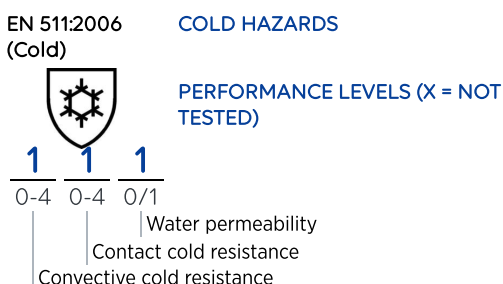 EN 511:2006
(Cold)
COLD HAZARDS
PERFORMANCE LEVELS (X = NOT
TESTED)
1 1 1
0-4 0-4 0/1
Water permeability
Contact cold resistance
Convective cold resistance